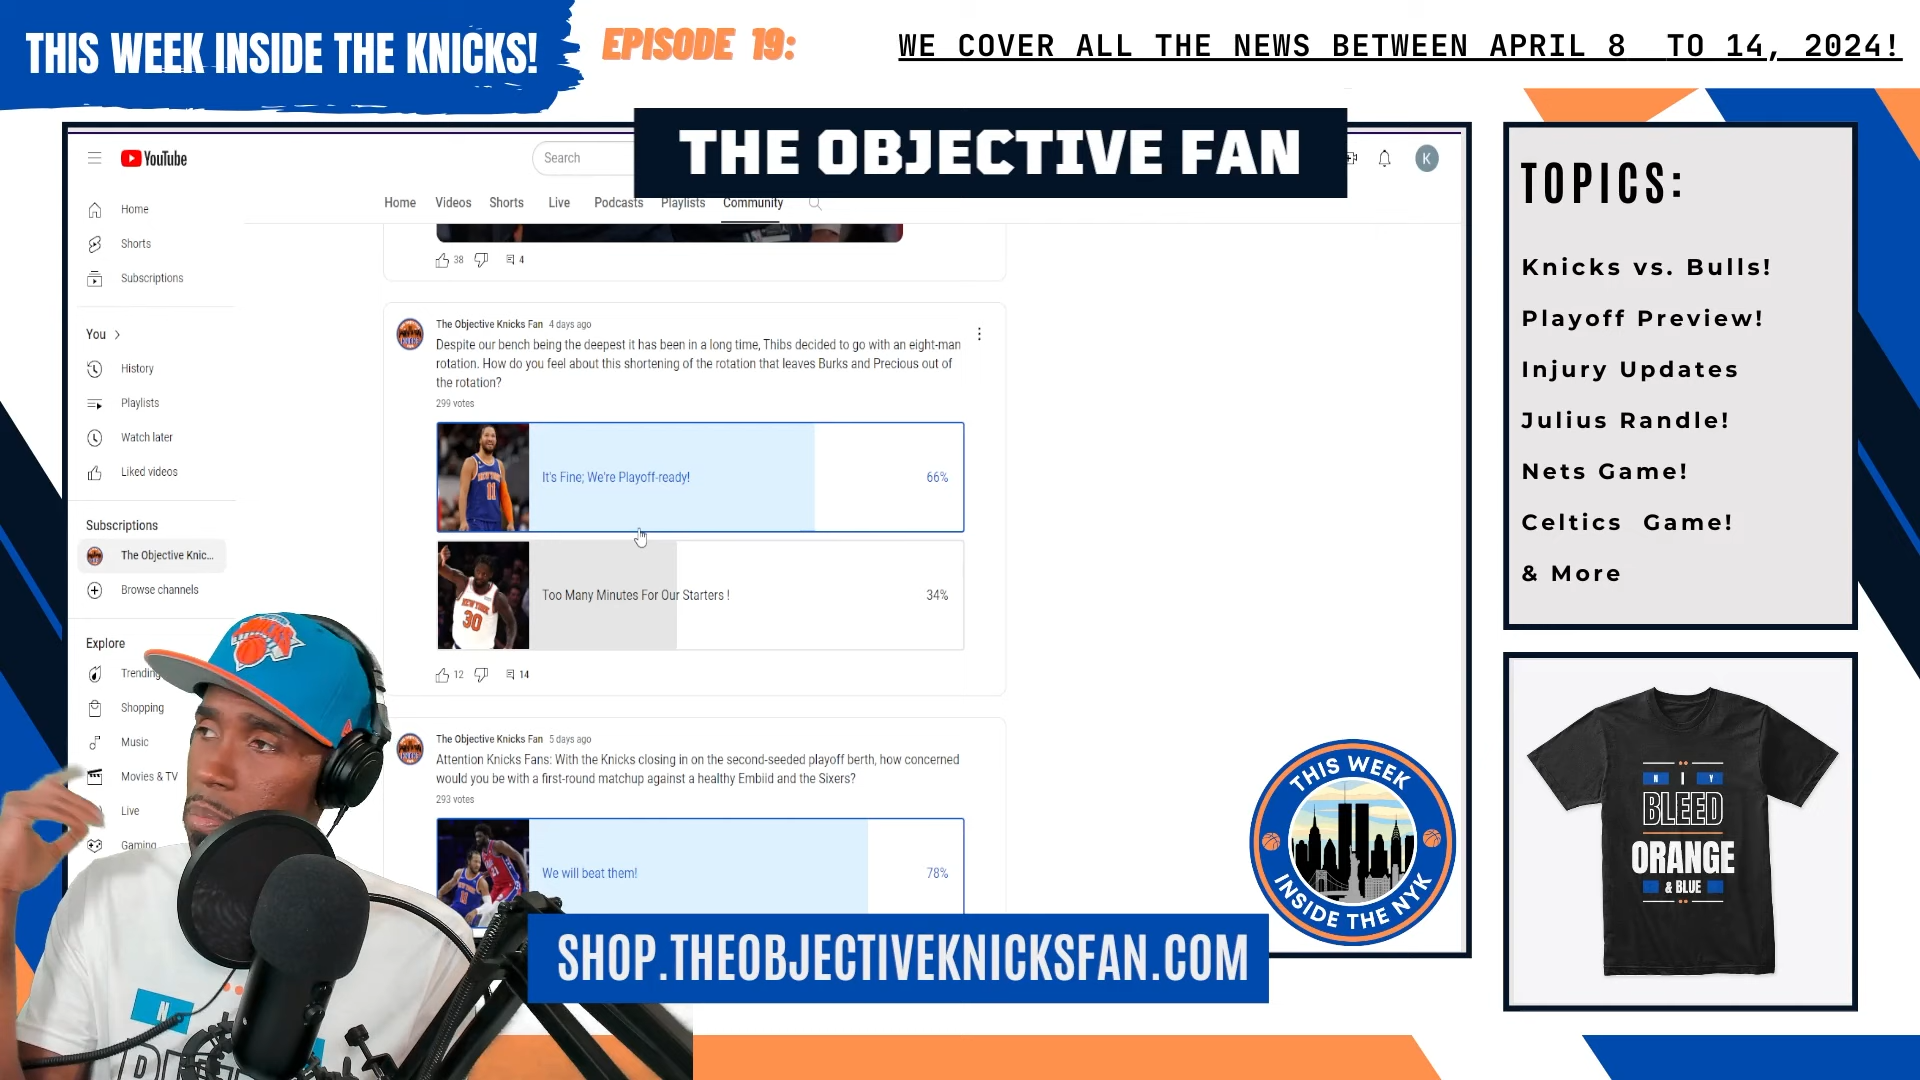 THIS WEEK INSIDE THE KNICKS!
EPISODE 19:
WE COVER ALL THE NEWS BETWEEN APRIL 8 TO 14, 2024!
THE OBJECTIVE FAN
YouTube
Search
K
Home
Videos
Shorts
Live
Podcasts
Playlists
Community
Home
Shorts
Subscriptions
You
History
Playlists
Watch later
Liked videos
Subscriptions
The Objective Knic...
Browse channels
Explore
Trending
Shopping
Music
Movies & TV
Live
Gaming
38
4
The Objective Knicks Fan 4 days ago
Despite our bench being the deepest it has been in a long time, Thibs decided to go with an eight-man
rotation. How do you feel about this shortening of the rotation that leaves Burks and Precious out of
the rotation?
299 votes
It's Fine; We're Playoff-ready!
66%
11
Too Many Minutes For Our Starters !
34%
NEW YORK
30
12
14
The Objective Knicks Fan 5 days ago
Attention Knicks Fans: With the Knicks closing in on the second-seeded playoff berth, how concerned
would you be with a first-round matchup against a healthy Embiid and the Sixers?
293 votes
We will beat them!
78%
SHOP.THEOBJECTIVEKNICKSFAN.COM
THIS WEEK
INSIDE THE NYK
TOPICS:
Knicks vs. Bulls!
Playoff Preview!
Injury Updates
Julius Randle!
Nets Game!
Celtics Game!
& More
N I Y
BLEED
ORANGE
& BLUE
N